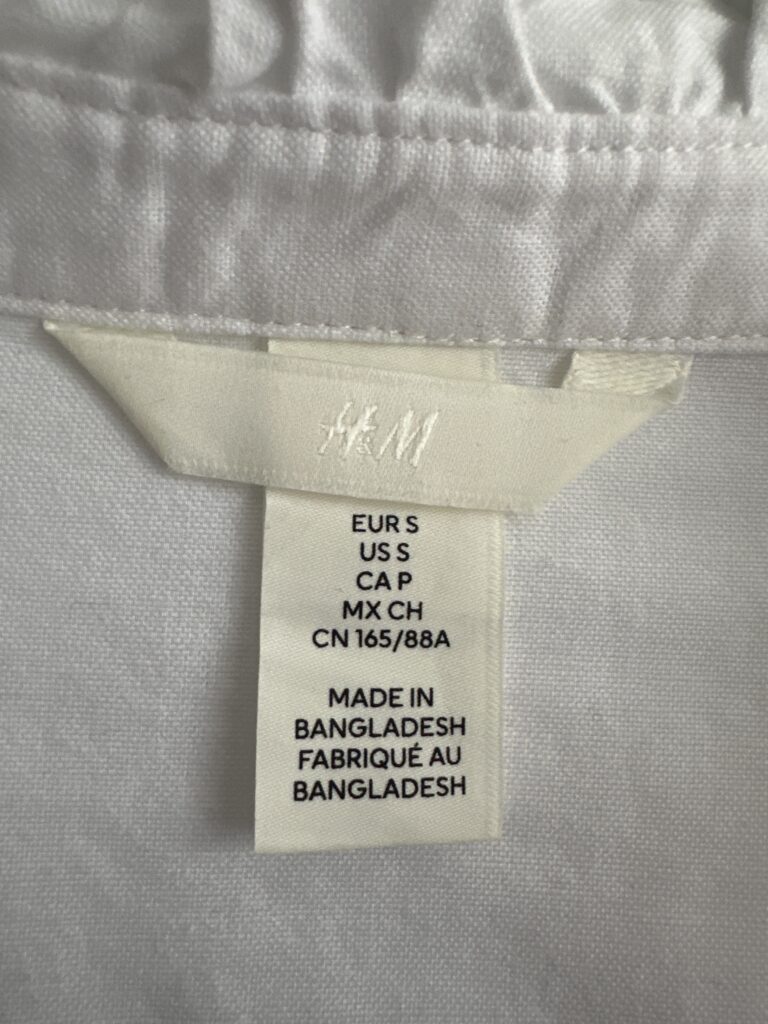 H&M
EUR S
US S
CA P
MX CH
CN 165/88A
MADE IN
BANGLADESH
FABRIQUÉ AU
BANGLADESH